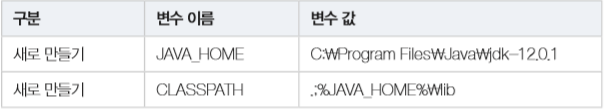 구분 변수 이름 변수 값
새로 만들기 JAVA_HOME C:₩Program Files₩Java₩jdk-12.0.1
새로 만들기 CLASSPATH .;%JAVA_HOME%₩lib